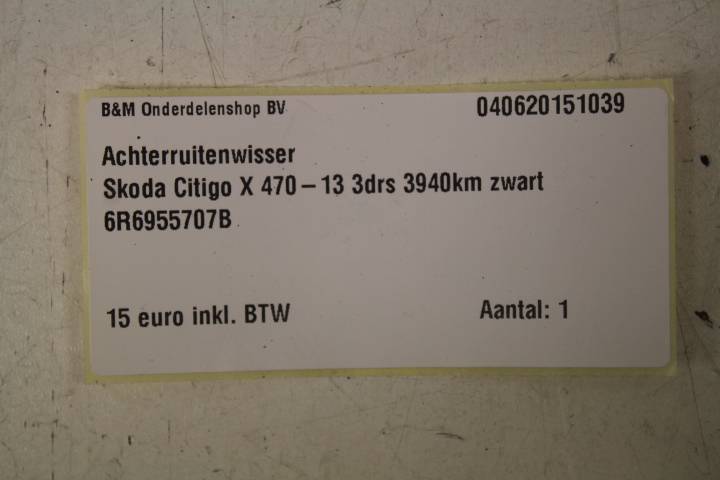 B&M Onderdelenshop BV 040620151039
Achterruitenwisser
Skoda Citigo X 470 – 13 3drs 3940km zwart
6R6955707B
15 euro inkl. BTW Aantal: 1